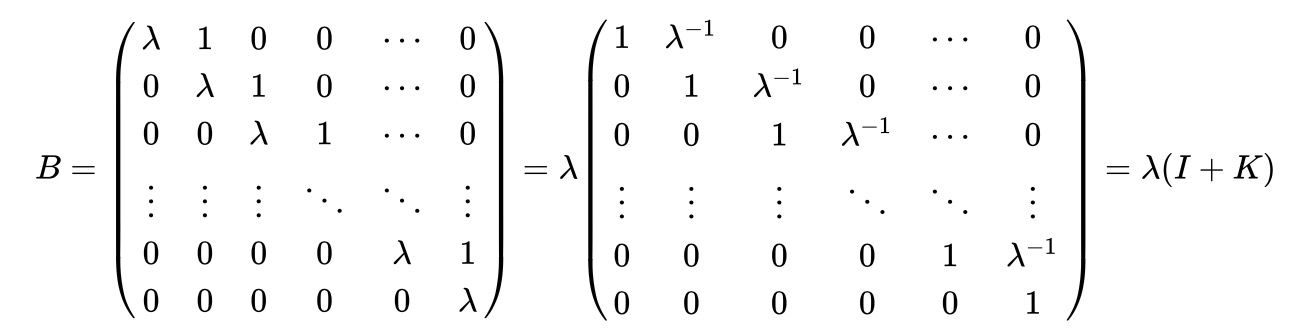 B = \begin{pmatrix} \lambda & 1 & 0 & 0 & \cdots & 0 \\ 0 & \lambda & 1 & 0 & \cdots & 0 \\ 0 & 0 & \lambda & 1 & \cdots & 0 \\ \vdots & \vdots & \vdots & \ddots & \ddots & \vdots \\ 0 & 0 & 0 & 0 & \lambda & 1 \\ 0 & 0 & 0 & 0 & 0 & \lambda \end{pmatrix} = \lambda \begin{pmatrix} 1 & \lambda^{-1} & 0 & 0 & \cdots & 0 \\ 0 & 1 & \lambda^{-1} & 0 & \cdots & 0 \\ 0 & 0 & 1 & \lambda^{-1} & \cdots & 0 \\ \vdots & \vdots & \vdots & \ddots & \ddots & \vdots \\ 0 & 0 & 0 & 0 & 1 & \lambda^{-1} \\ 0 & 0 & 0 & 0 & 0 & 1 \end{pmatrix} = \lambda(I + K)